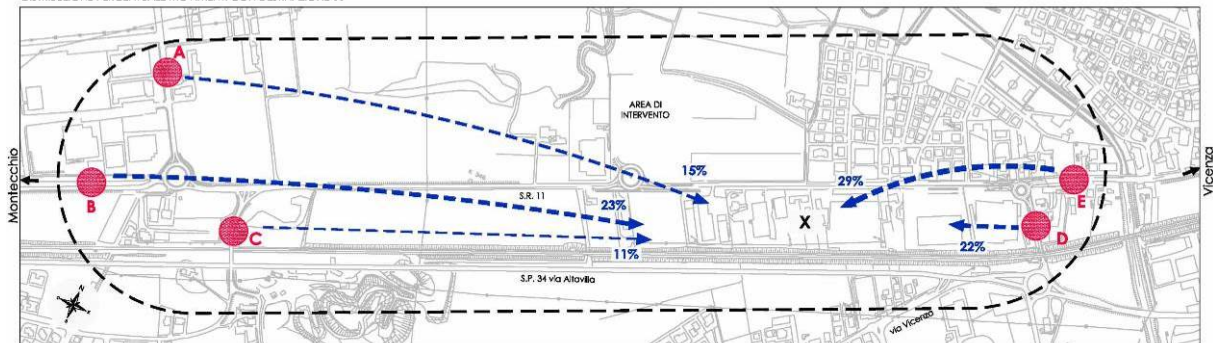 A
AREA DI
INTERVENTO
Montecchio
15%
29%
E
Vicenza
B
S.R. 11
23%
X
C
D
11%
22%
S.P. 34 via Altavilla
via Vicenza